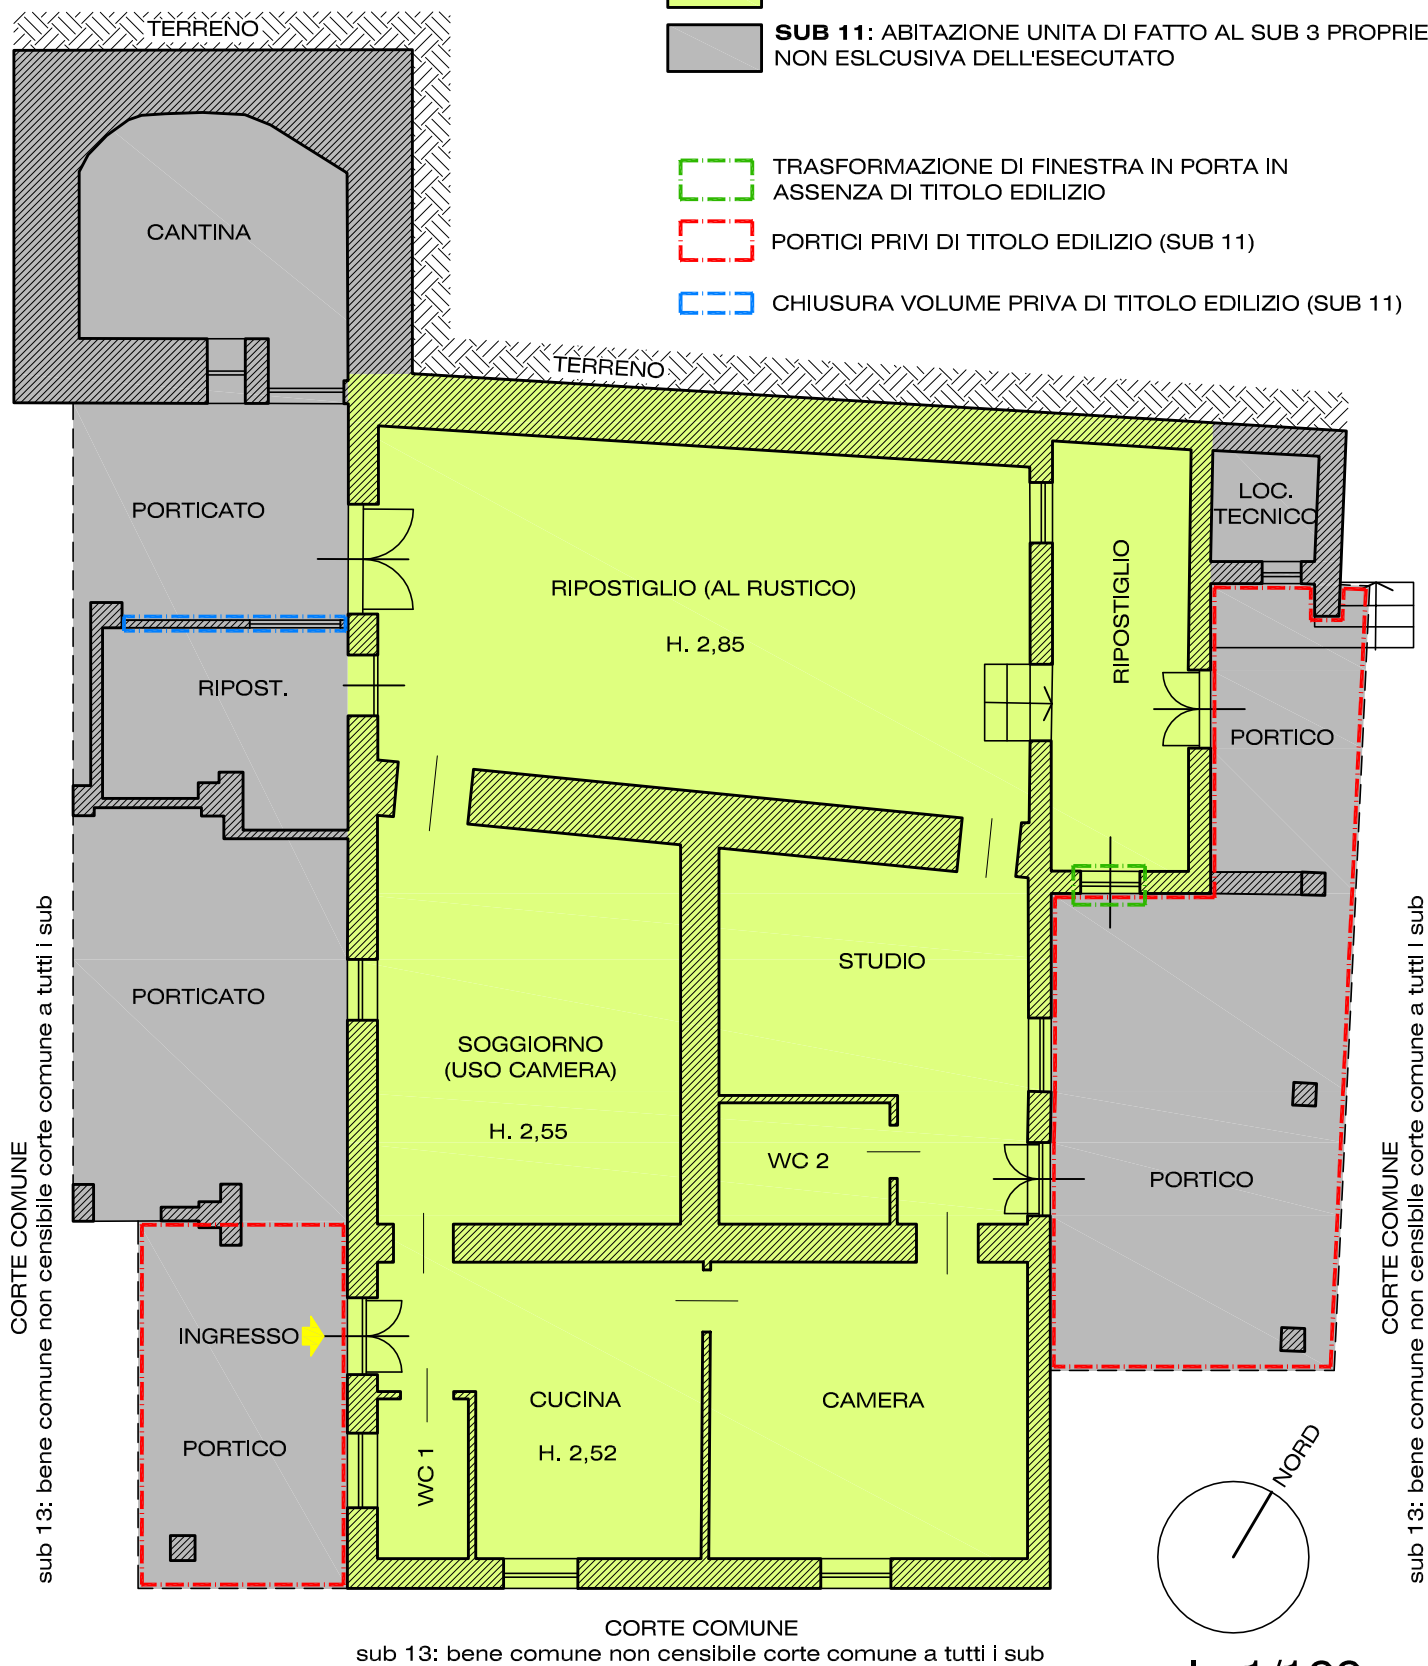 TERRENO
SUB 11: ABITAZIONE UNITA DI FATTO AL SUB 3 PROPRIE
NON ESLCUSIVA DELL'ESECUTATO
TRASFORMAZIONE DI FINESTRA IN PORTA IN
ASSENZA DI TITOLO EDILIZIO
PORTICI PRIVI DI TITOLO EDILIZIO (SUB 11)
CHIUSURA VOLUME PRIVA DI TITOLO EDILIZIO (SUB 11)
CANTINA
TERRENO
PORTICATO
LOC.
TECNICO
RIPOSTIGLIO (AL RUSTICO)
H. 2,85
RIPOSTIGLIO
RIPOST.
PORTICO
STUDIO
PORTICATO
SOGGIORNO
(USO CAMERA)
H. 2,55
WC 2
PORTICO
CORTE COMUNE
sub 13: bene comune non censibile corte comune a tutti i sub
CORTE COMUNE
sub 13: bene comune non censibile corte comune a tutti i sub
INGRESSO
CUCINA
H. 2,52
CAMERA
PORTICO
WC 1
NORD
CORTE COMUNE
sub 13: bene comune non censibile corte comune a tutti i sub